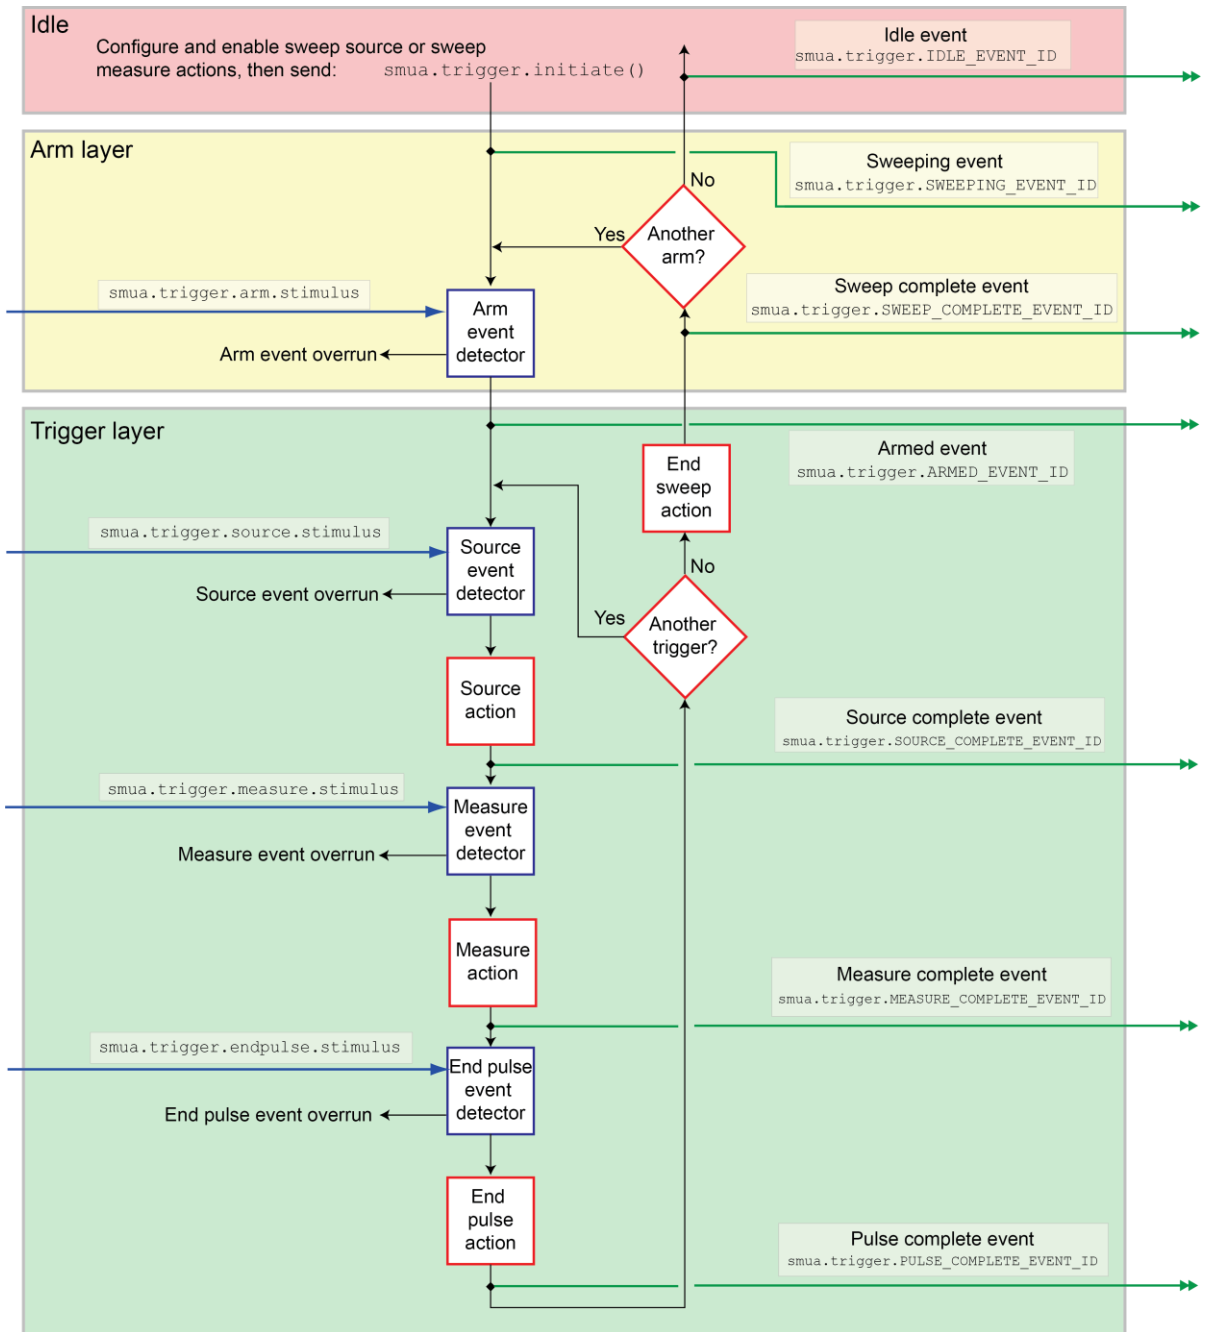 Idle
Configure and enable sweep source or sweep
measure actions, then send: smua.trigger.initiate()
Idle event
smua.trigger.IDLE_EVENT_ID
Arm layer
Sweeping event
smua.trigger.SWEEPING_EVENT_ID
No
Yes
Another
arm?
Sweep complete event
smua.trigger.SWEEP_COMPLETE_EVENT_ID
smua.trigger.arm.stimulus
Arm
event
detector
Arm event overrun
Trigger layer
Armed event
smua.trigger.ARMED_EVENT_ID
End
sweep
action
smua.trigger.source.stimulus
Source
event
detector
Source event overrun
No
Yes
Another
trigger?
Source
action
Source complete event
smua.trigger.SOURCE_COMPLETE_EVENT_ID
smua.trigger.measure.stimulus
Measure
event
detector
Measure event overrun
Measure
action
Measure complete event
smua.trigger.MEASURE_COMPLETE_EVENT_ID
smua.trigger.endpulse.stimulus
End pulse
event
detector
End pulse event overrun
End
pulse
action
Pulse complete event
smua.trigger.PULSE_COMPLETE_EVENT_ID